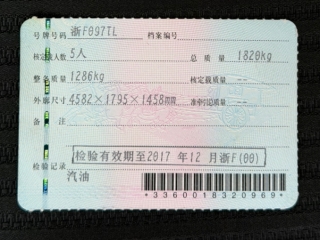 号牌号码 浙F097TL 档案编号
核定载人数 5人 总质量 1820kg
整备质量 1286kg 核定载质量 --
外廓尺寸 4582×1795×1458mm 准牵引总质量 --
备注
检验有效期至2017 年12 月浙F(00)
检验记录
汽油
*3360018320969*